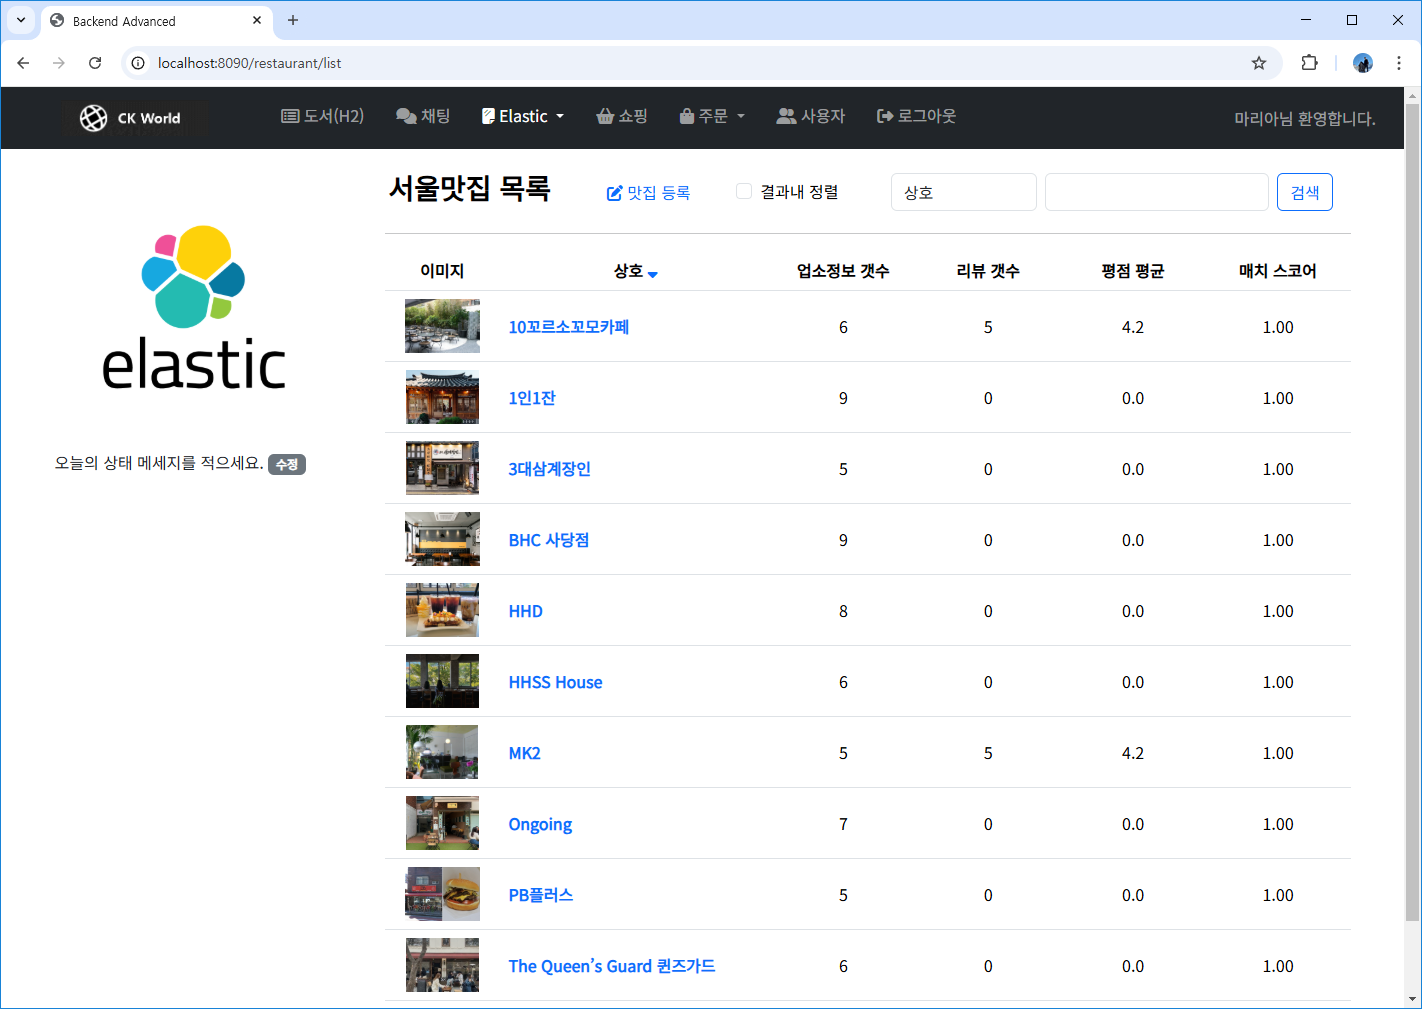 Backend Advanced
localhost:8090/restaurant/list
CK World 도서(H2) 채팅 Elastic 쇼핑 주문 사용자 로그아웃 마리아님 환영합니다.
서울맛집 목록 맛집 등록 결과내 정렬 상호 검색
elastic
오늘의 상태 메세지를 적으세요. 수정
이미지 상호 업소정보 갯수 리뷰 갯수 평점 평균 매치 스코어
10꼬르소꼬모카페 6 5 4.2 1.00
1인1잔 9 0 0.0 1.00
3대삼계장인 5 0 0.0 1.00
BHC 사당점 9 0 0.0 1.00
HHD 8 0 0.0 1.00
HHSS House 6 0 0.0 1.00
MK2 5 5 4.2 1.00
Ongoing 7 0 0.0 1.00
PB플러스 5 0 0.0 1.00
The Queen’s Guard 퀸즈가드 6 0 0.0 1.00